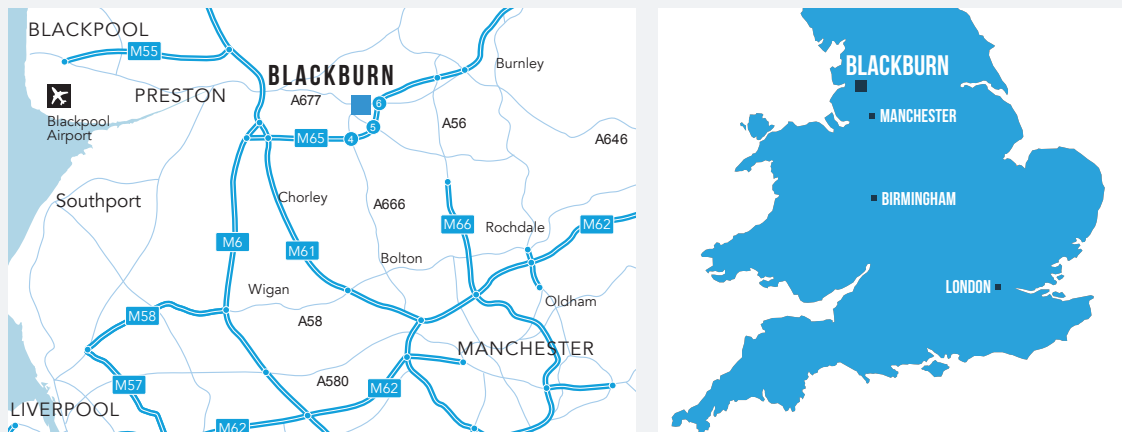 BLACKPOOL
M55
BLACKBURN
Burnley
PRESTON
A677
6
Blackpool
Airport
5
A56
M65
4
A646
Chorley
Southport
A666
M66
Rochdale
M62
M6
M61
Bolton
Wigan
Oldham
M58
A58
MANCHESTER
A580
M57
M62
LIVERPOOL
M62
BLACKBURN
MANCHESTER
BIRMINGHAM
LONDON